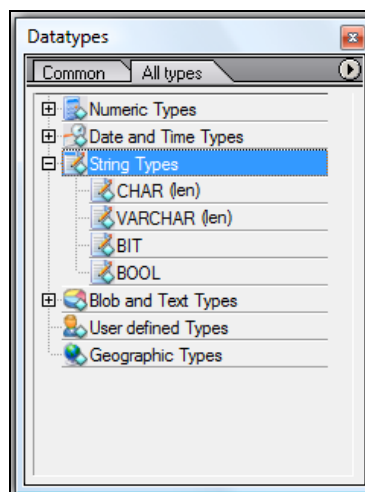 Datatypes
Common All types
Numeric Types
Date and Time Types
String Types
CHAR (len)
VARCHAR (len)
BIT
BOOL
Blob and Text Types
User defined Types
Geographic Types